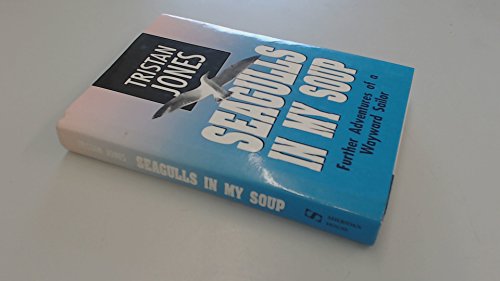 TRISTAN
JONES
SEAGULLS
IN MY SOUP
Further Adventures of a
Wayward Sailor
TRISTAN JONES
SEAGULLS IN MY SOUP
S